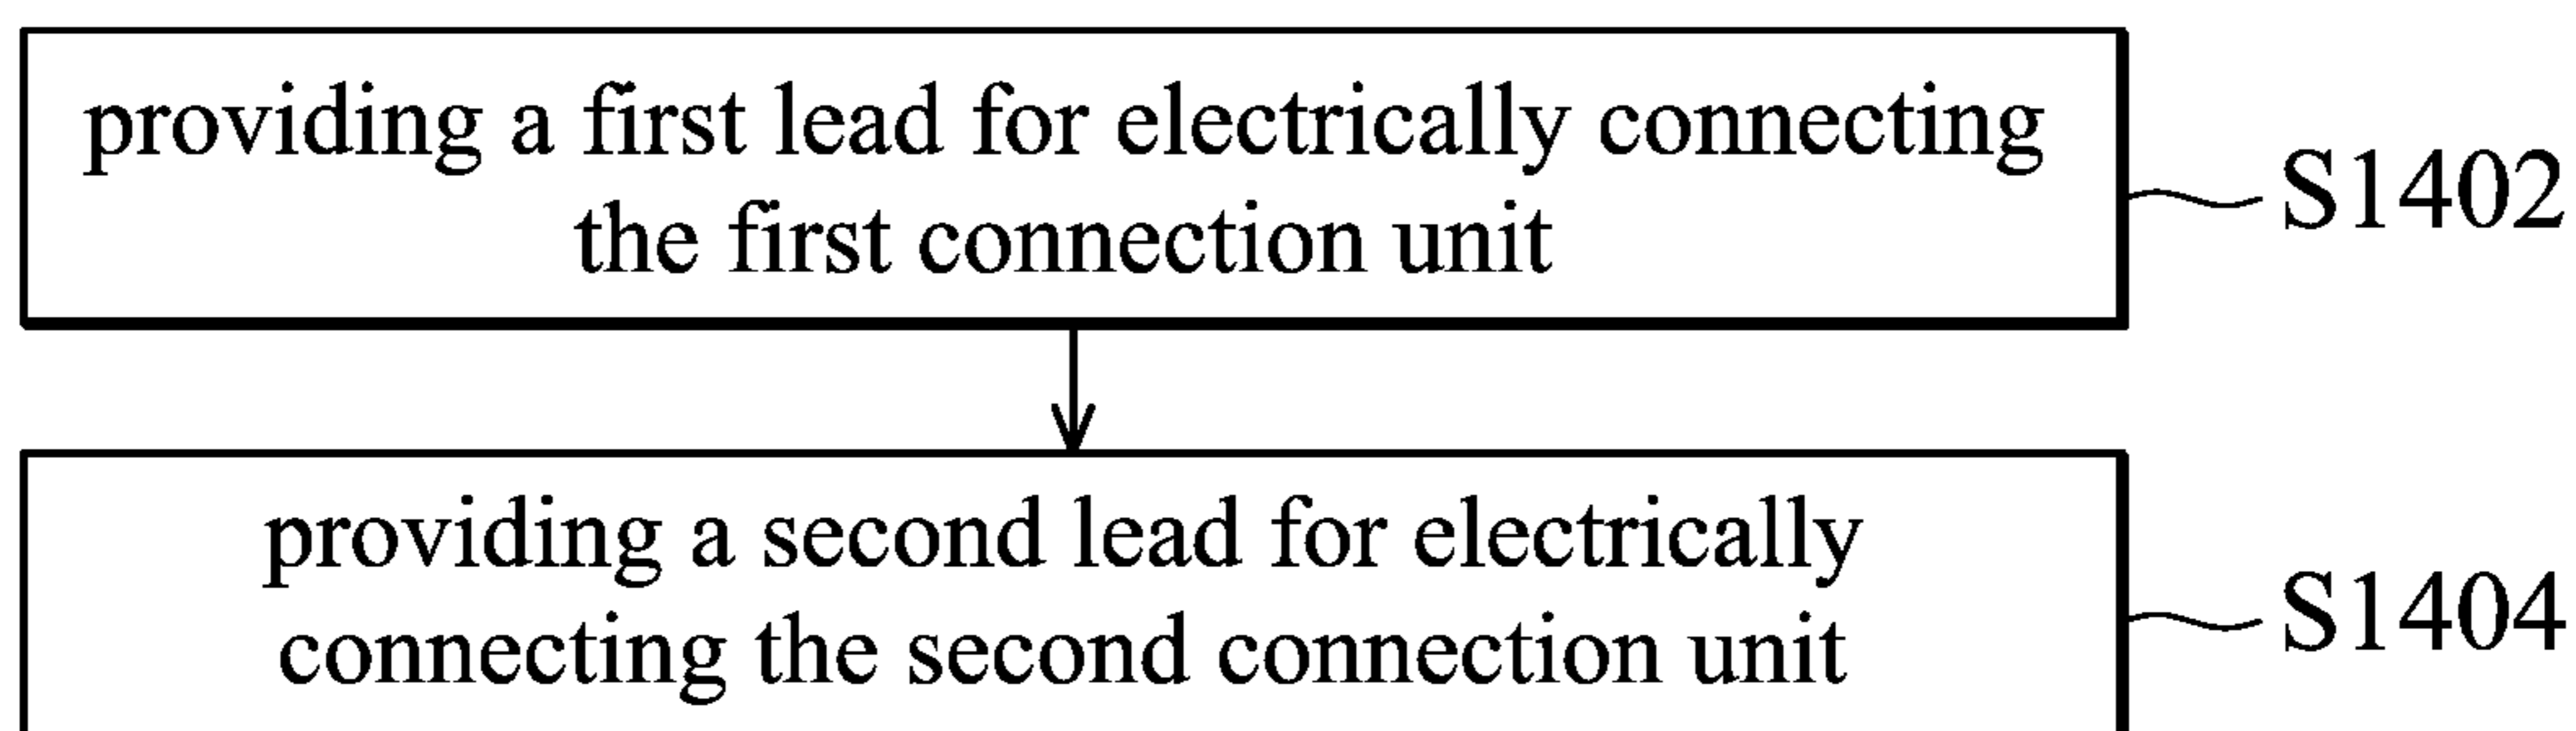 providing a first lead for electrically connecting
the first connection unit
S1402
providing a second lead for electrically
connecting the second connection unit
S1404